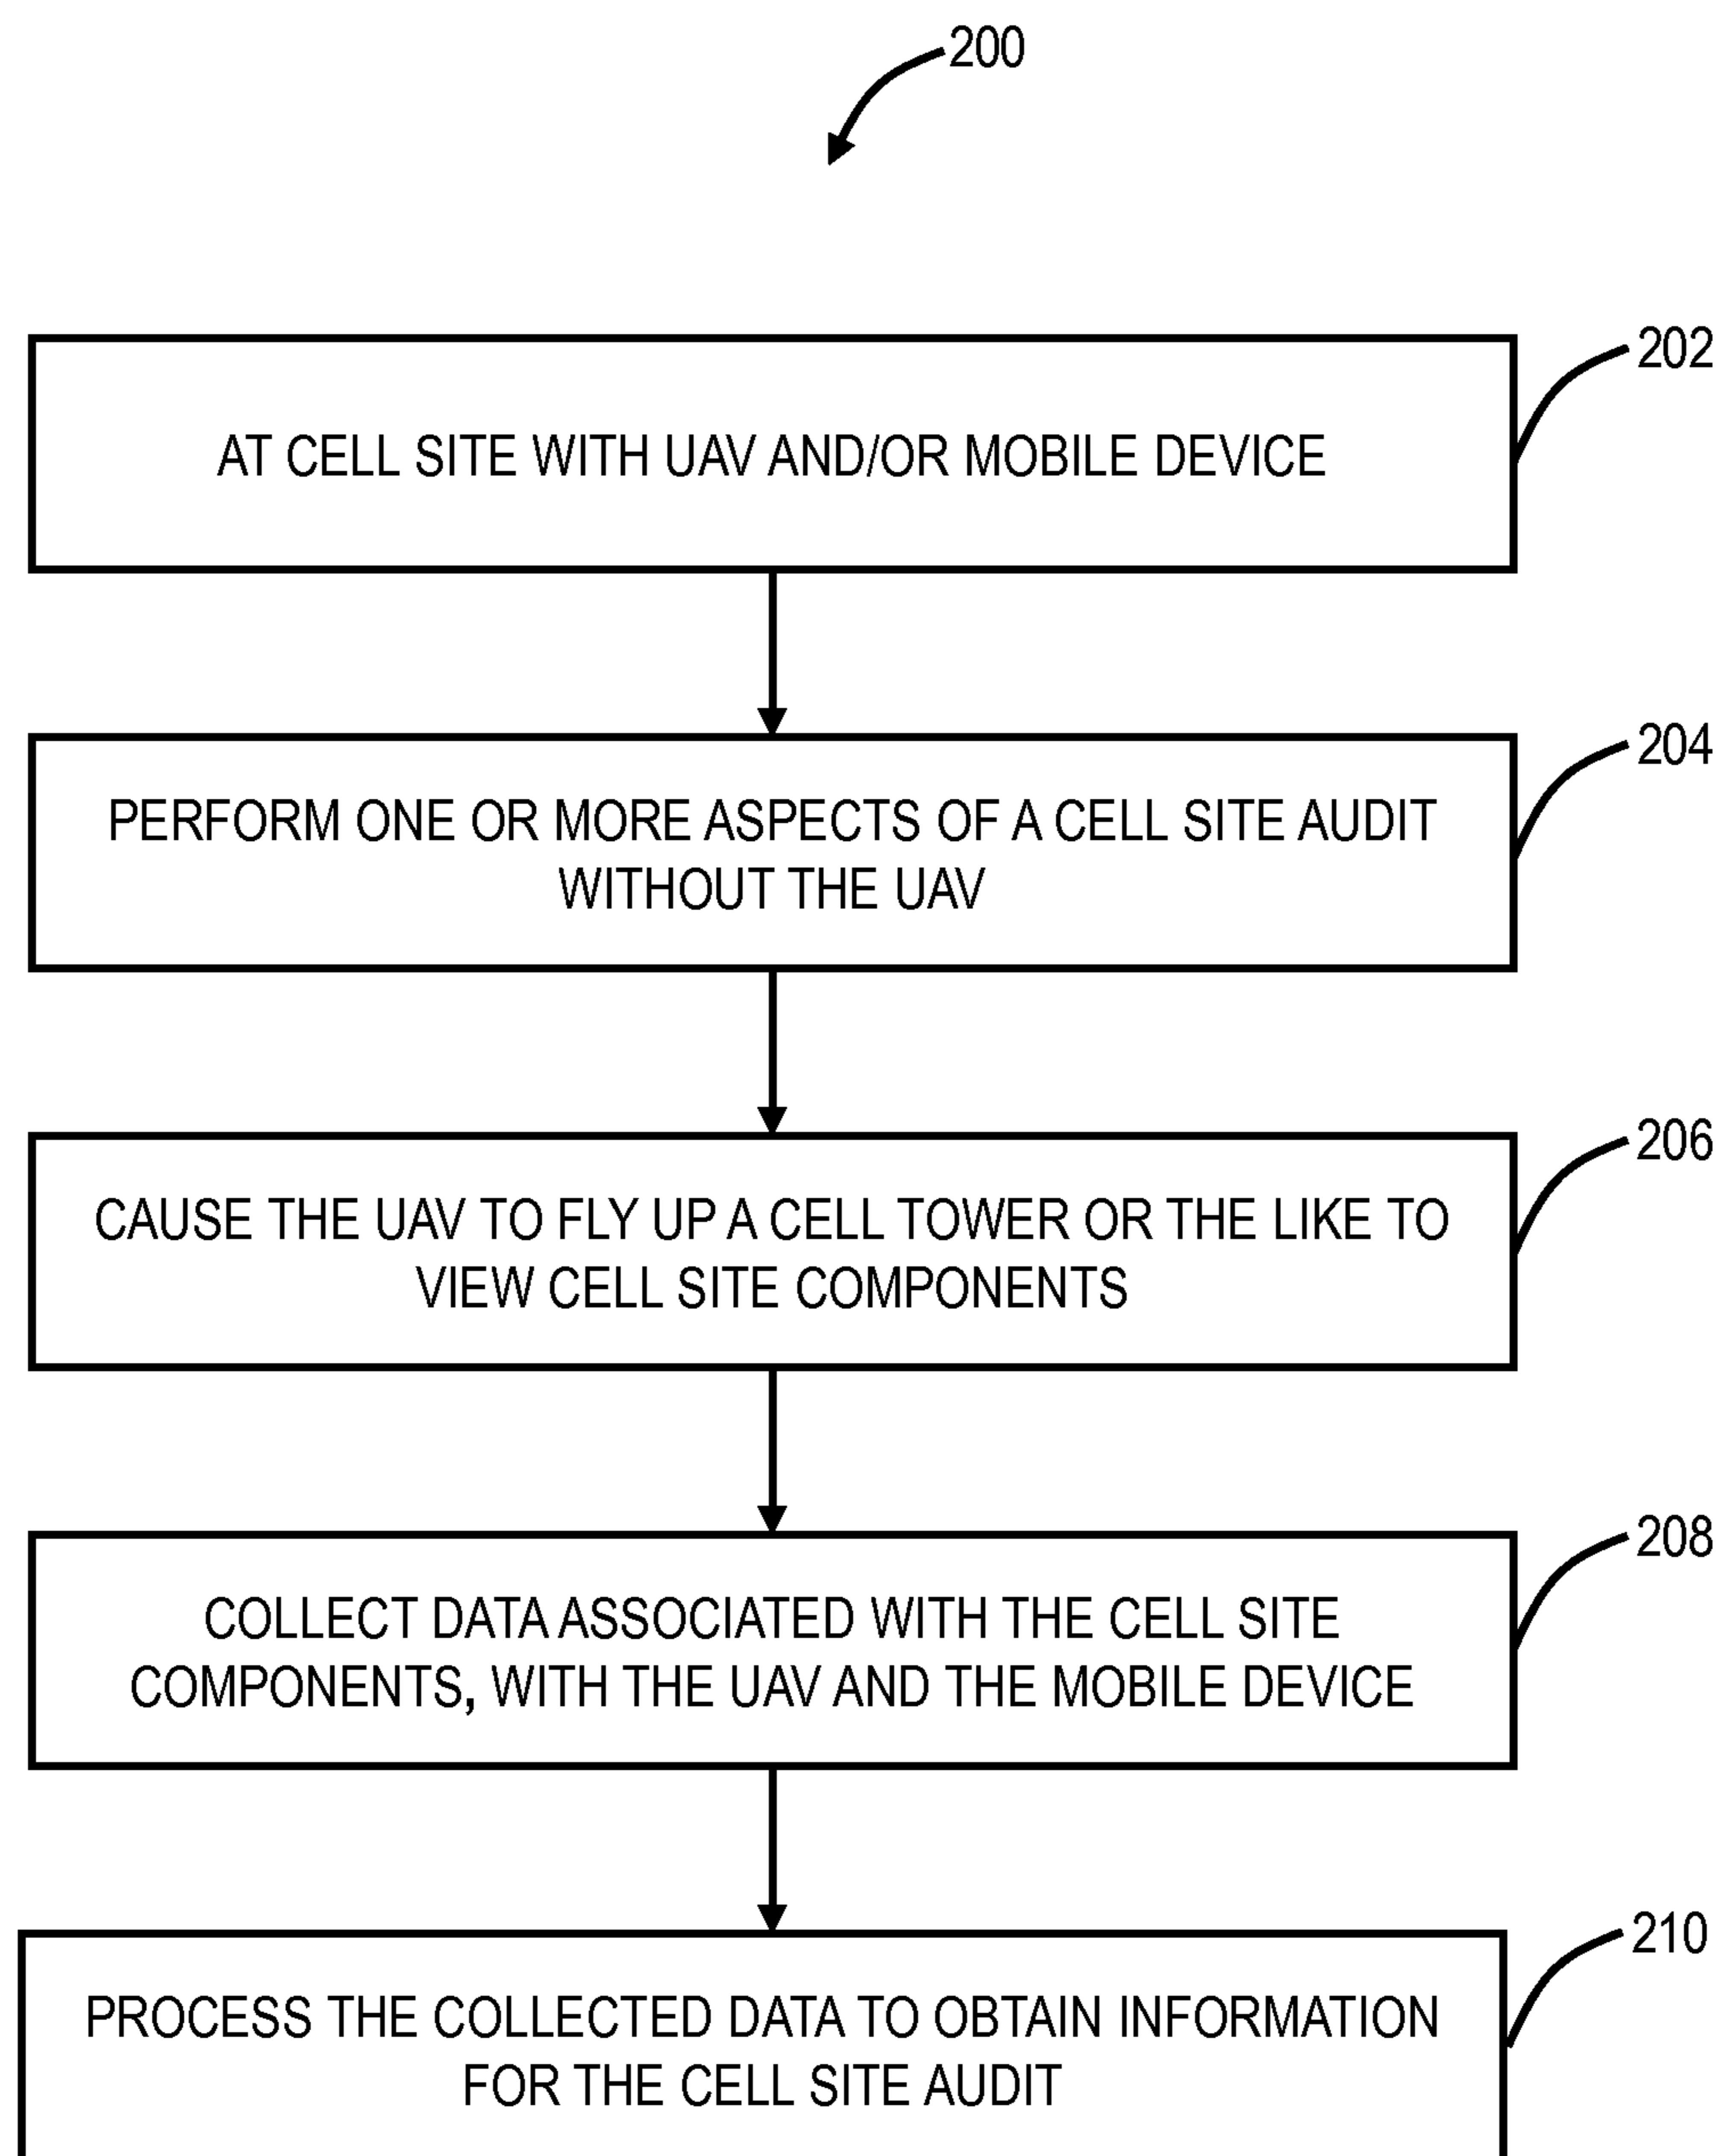 200
202
AT CELL SITE WITH UAV AND/OR MOBILE DEVICE
204
PERFORM ONE OR MORE ASPECTS OF A CELL SITE AUDIT
WITHOUT THE UAV
206
CAUSE THE UAV TO FLY UP A CELL TOWER OR THE LIKE TO
VIEW CELL SITE COMPONENTS
208
COLLECT DATA ASSOCIATED WITH THE CELL SITE
COMPONENTS, WITH THE UAV AND THE MOBILE DEVICE
210
PROCESS THE COLLECTED DATA TO OBTAIN INFORMATION
FOR THE CELL SITE AUDIT